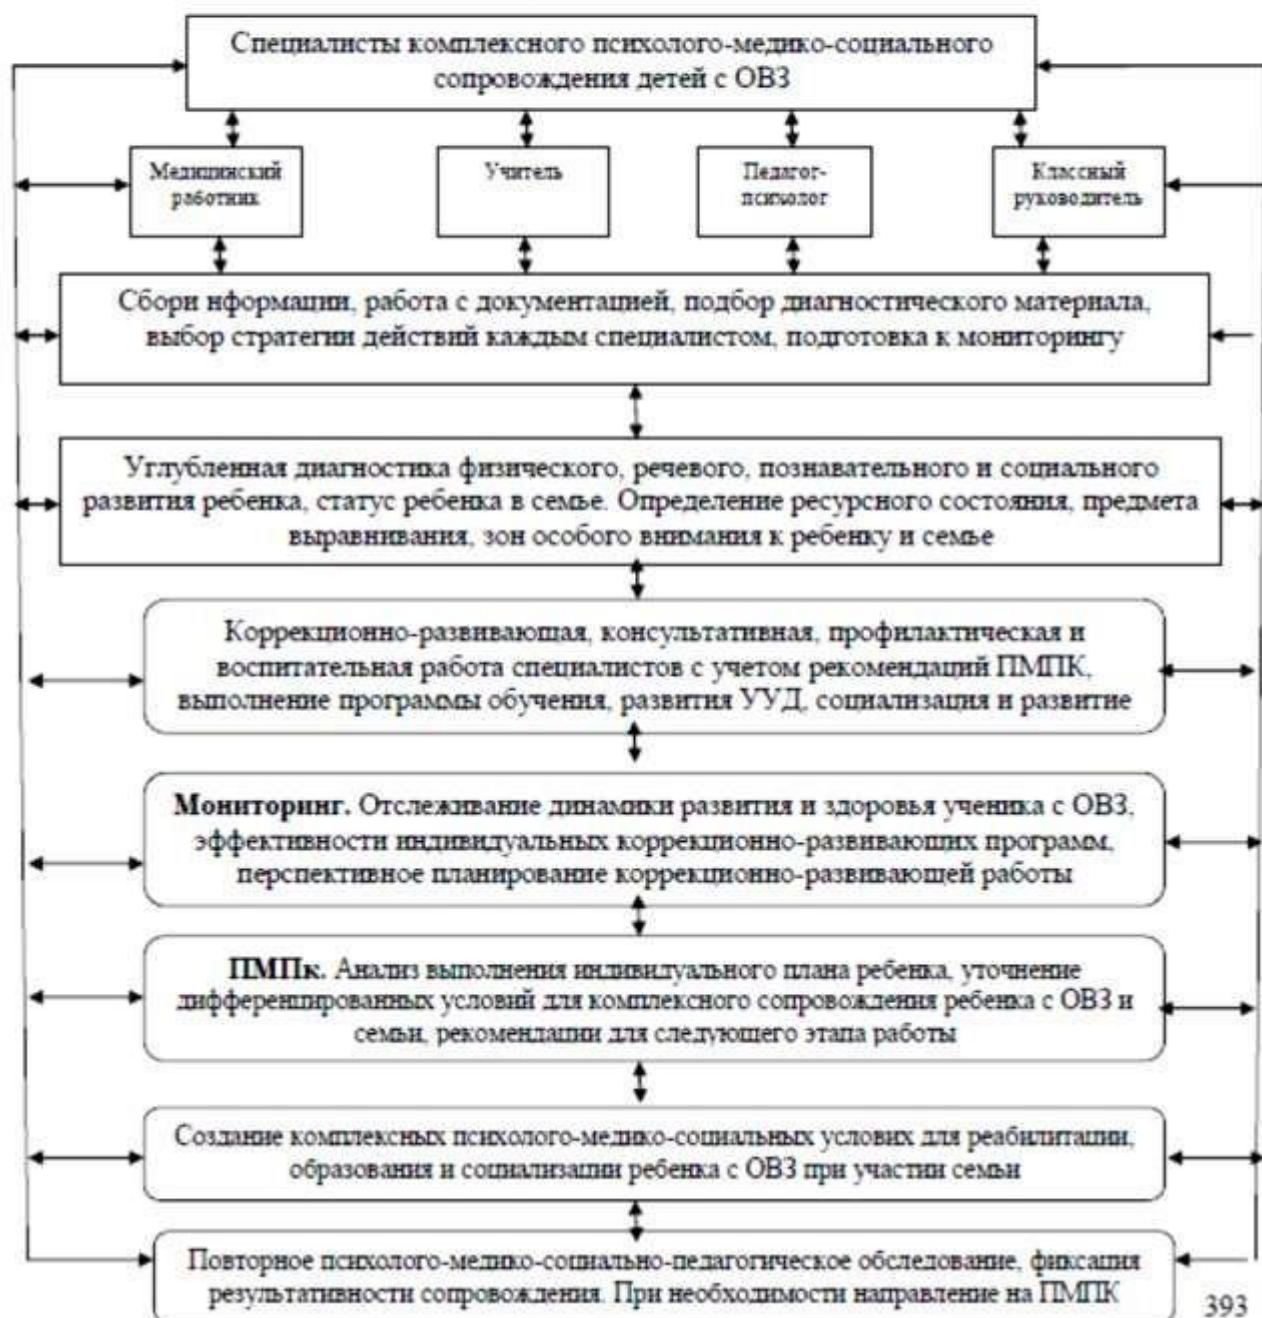 Специалисты комплексного психолого-медико-социального
сопровождения детей с ОВЗ
Медицинский
работник
Учитель
Педагог-
психолог
Классный
руководитель
Сбори нформации, работа с документацией, подбор диагностического материала,
выбор стратегии действий каждым специалистом, подготовка к мониторингу
Углубленная диагностика физического, речевого, познавательного и социального
развития ребенка, статус ребенка в семье. Определение ресурсного состояния, предмета
выравнивания, зон особого внимания к ребенку и семье
Коррекционно-развивающая, консультативная, профилактическая и
воспитательная работа специалистов с учетом рекомендаций ПМПК,
выполнение программы обучения, развития УУД, социализация и развитие
Мониторинг. Отслеживание динамики развития и здоровья ученика с ОВЗ,
эффективности индивидуальных коррекционно-развивающих программ,
перспективное планирование коррекционно-развивающей работы
ПМПк. Анализ выполнения индивидуального плана ребенка, уточнение
дифференцированных условий для комплексного сопровождения ребенка с ОВЗ и
семьи, рекомендации для следующего этапа работы
Создание комплексных психолого-медико-социальных услових для реабилитации,
образования и социализации ребенка с ОВЗ при участии семьи
Повторное психолого-медико-социально-педагогическое обследование, фиксация
результативности сопровождения. При необходимости направление на ПМПК
393